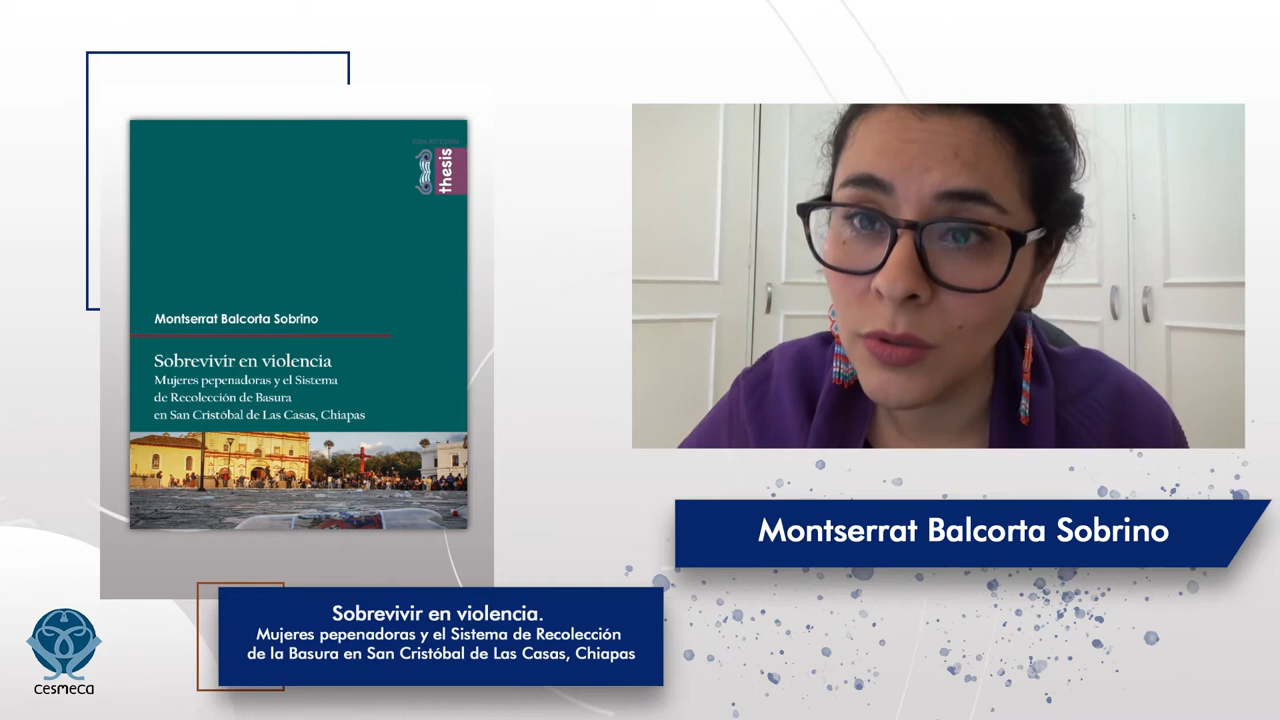 COLECCIÓN
thesis
Montserrat Balcorta Sobrino
Sobrevivir en violencia
Mujeres pepenadoras y el Sistema
de Recolección de Basura
en San Cristóbal de Las Casas, Chiapas
Montserrat Balcorta Sobrino
Sobrevivir en violencia.
Mujeres pepenadoras y el Sistema de Recolección
de la Basura en San Cristóbal de Las Casas, Chiapas
cesmeca